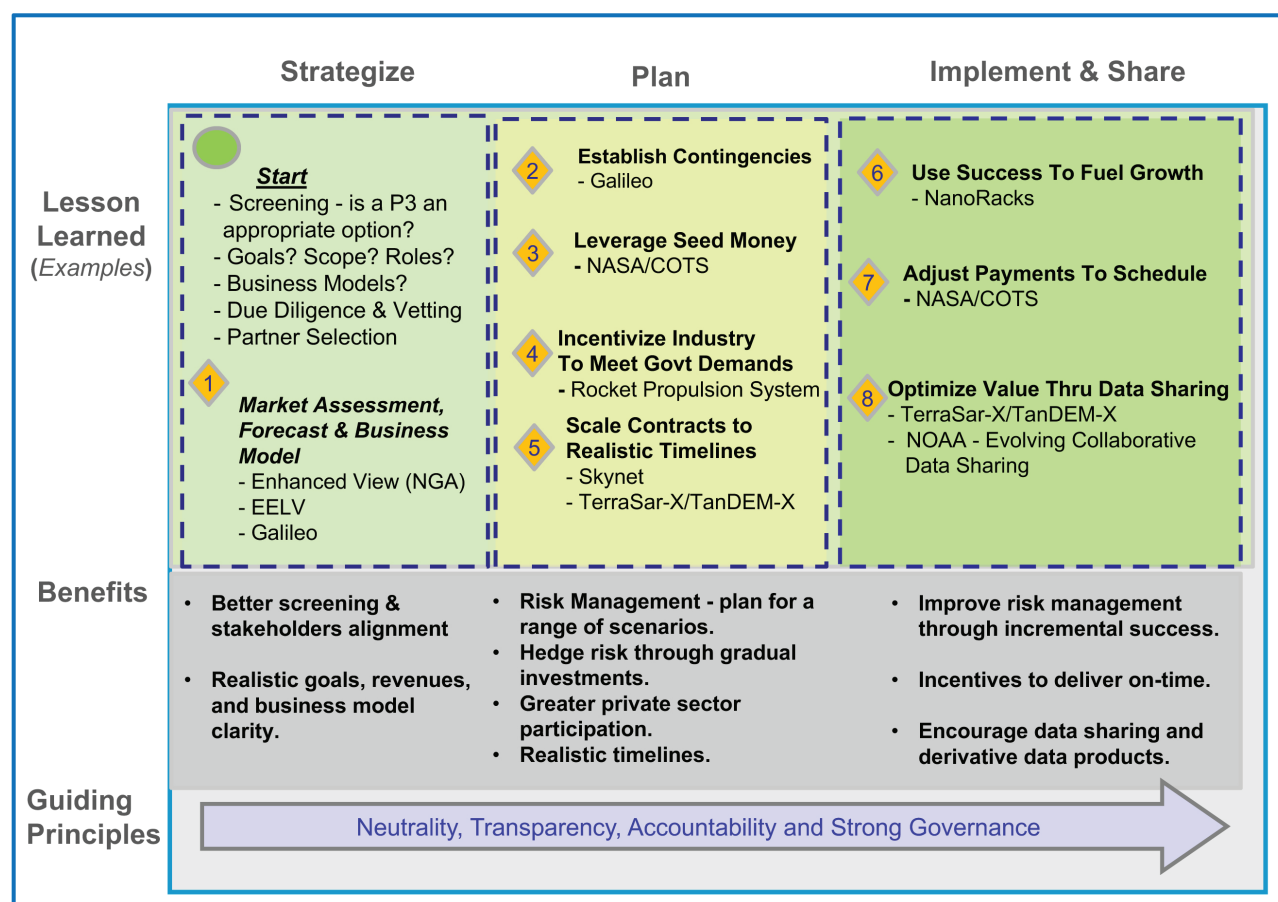 Strategize
Plan
Implement & Share
Lesson
Learned
(Examples)
Start
- Screening - is a P3 an
appropriate option?
- Goals? Scope? Roles?
- Business Models?
- Due Diligence & Vetting
- Partner Selection
1
Market Assessment,
Forecast & Business
Model
- Enhanced View (NGA)
- EELV
- Galileo
2
Establish Contingencies
- Galileo
3
Leverage Seed Money
- NASA/COTS
4
Incentivize Industry
To Meet Govt Demands
- Rocket Propulsion System
5
Scale Contracts to
Realistic Timelines
- Skynet
- TerraSar-X/TanDEM-X
6
Use Success To Fuel Growth
- NanoRacks
7
Adjust Payments To Schedule
- NASA/COTS
8
Optimize Value Thru Data Sharing
- TerraSar-X/TanDEM-X
- NOAA - Evolving Collaborative
Data Sharing
Benefits
• Better screening &
stakeholders alignment
• Realistic goals, revenues,
and business model
clarity.
• Risk Management - plan for a
range of scenarios.
• Hedge risk through gradual
investments.
• Greater private sector
participation.
• Realistic timelines.
• Improve risk management
through incremental success.
• Incentives to deliver on-time.
• Encourage data sharing and
derivative data products.
Guiding
Principles
Neutrality, Transparency, Accountability and Strong Governance